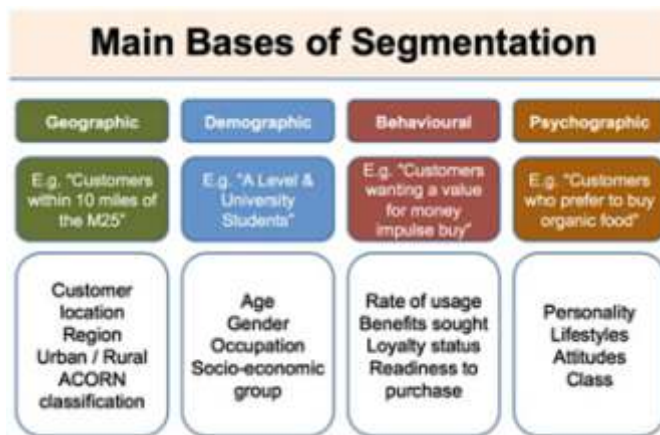 Main Bases of Segmentation
Geographic
Demographic
Behavioural
Psychographic
E.g. "Customers
within 10 miles of
the M25"
E.g. "A Level &
University
Students"
E.g. "Customers
wanting a value
for money
impulse buy"
E.g. "Customers
who prefer to buy
organic food"
Customer
location
Region
Urban / Rural
ACORN
classification
Age
Gender
Occupation
Socio-economic
group
Rate of usage
Benefits sought
Loyalty status
Readiness to
purchase
Personality
Lifestyles
Attitudes
Class